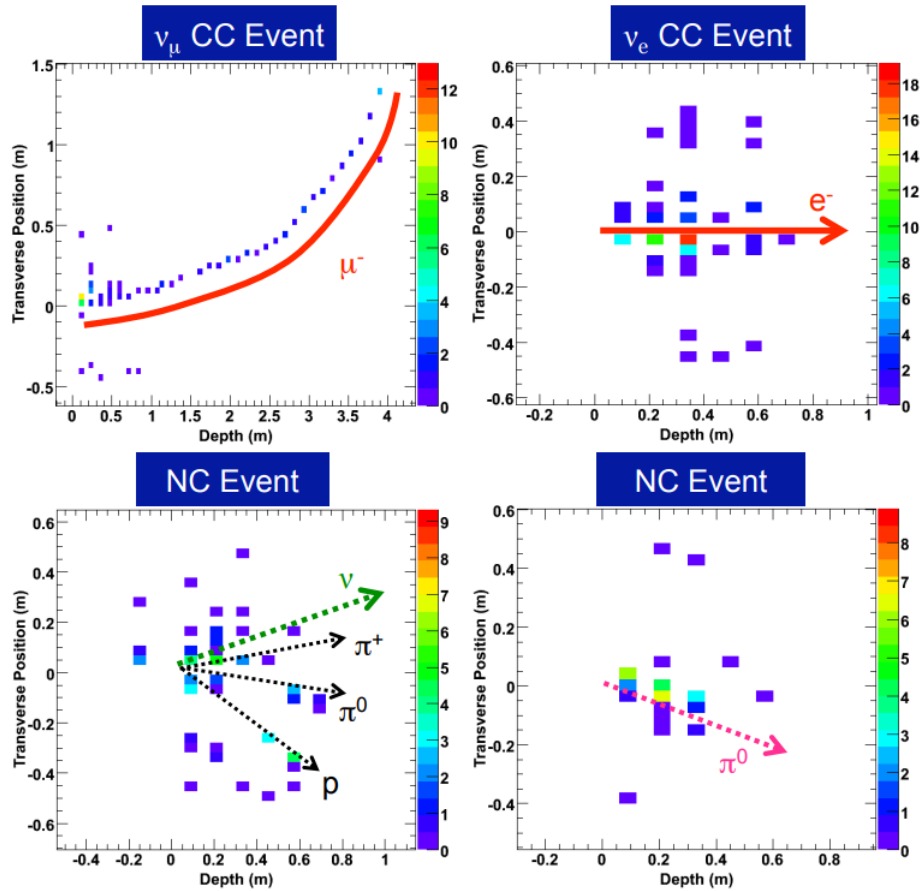 ν_μ CC Event
ν_e CC Event
1.5
1
0.5
0
-0.5
Transverse Position (m)
0 0.5 1 1.5 2 2.5 3 3.5 4
Depth (m)
μ⁻
12
10
8
6
4
2
0
0.6
0.4
0.2
0
-0.2
-0.4
-0.6
Transverse Position (m)
-0.2 0 0.2 0.4 0.6 0.8 1
Depth (m)
e⁻
18
16
14
12
10
8
6
4
2
0
NC Event
NC Event
0.6
0.4
0.2
0
-0.2
-0.4
-0.6
Transverse Position (m)
-0.2 0 0.2 0.4 0.6 0.8 1
Depth (m)
ν
π⁺
π⁰
p
9
8
7
6
5
4
3
2
1
0
0.6
0.4
0.2
0
-0.2
-0.4
Transverse Position (m)
-0.2 0 0.2 0.4 0.6 0.8
Depth (m)
π⁰
8
7
6
5
4
3
2
1
0